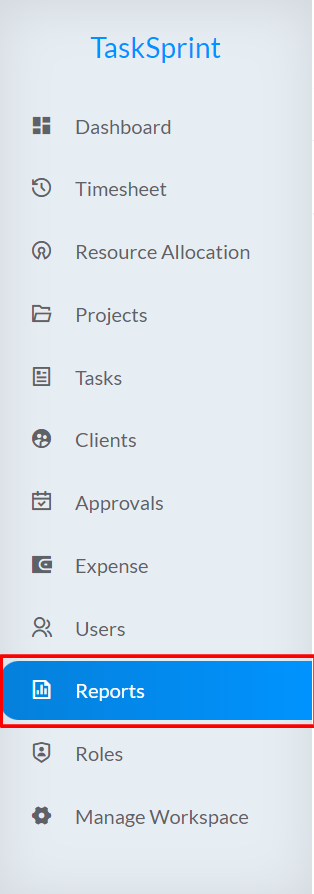 TaskSprint
Dashboard
Timesheet
Resource Allocation
Projects
Tasks
Clients
Approvals
Expense
Users
Reports
Roles
Manage Workspace